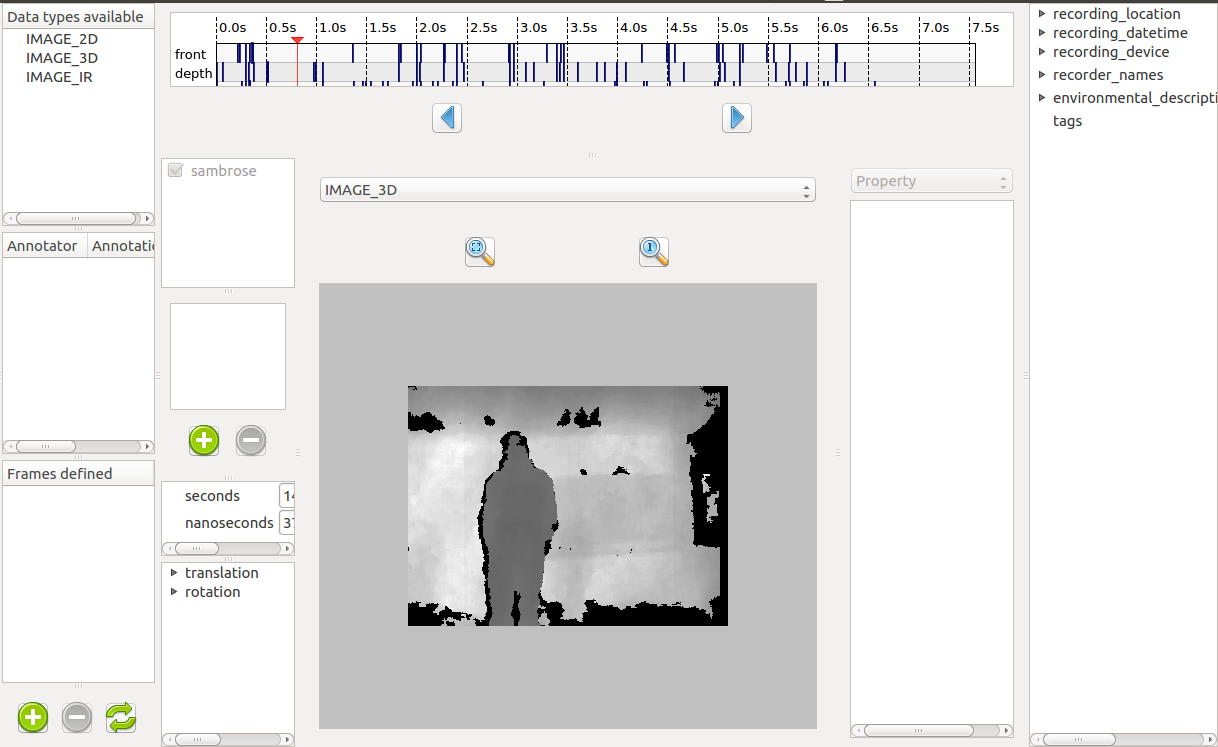 Data types available
IMAGE_2D
IMAGE_3D
IMAGE_IR
Annotator Annotatio
Frames defined
0.0s 0.5s 1.0s 1.5s 2.0s 2.5s 3.0s 3.5s 4.0s 4.5s 5.0s 5.5s 6.0s 6.5s 7.0s 7.5s
front
depth
sambrose
seconds 14
nanoseconds 37
translation
rotation
IMAGE_3D
1
Property
recording_location
recording_datetime
recording_device
recorder_names
environmental_descripti
tags